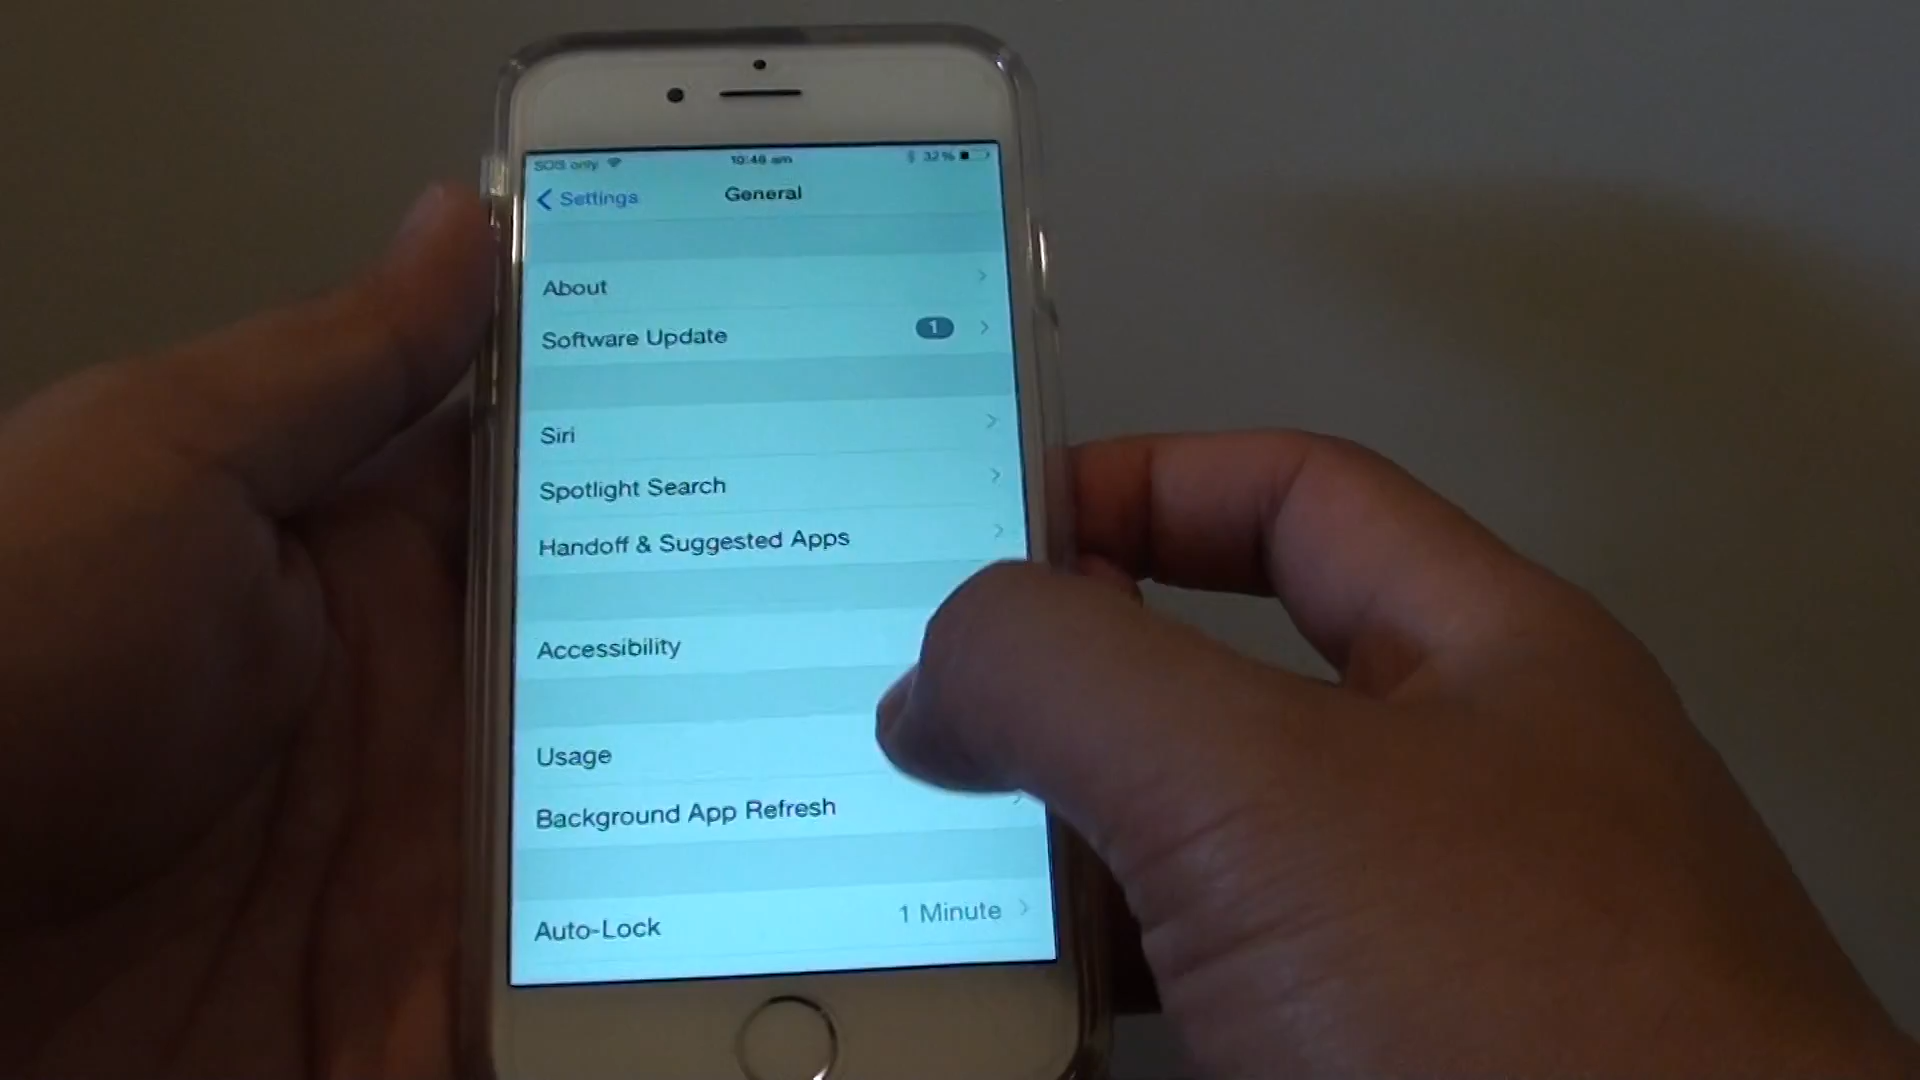 SOS only 10:46 am 32%
Settings General
About
Software Update 1
Siri
Spotlight Search
Handoff & Suggested Apps
Accessibility
Usage
Background App Refresh
Auto-Lock 1 Minute